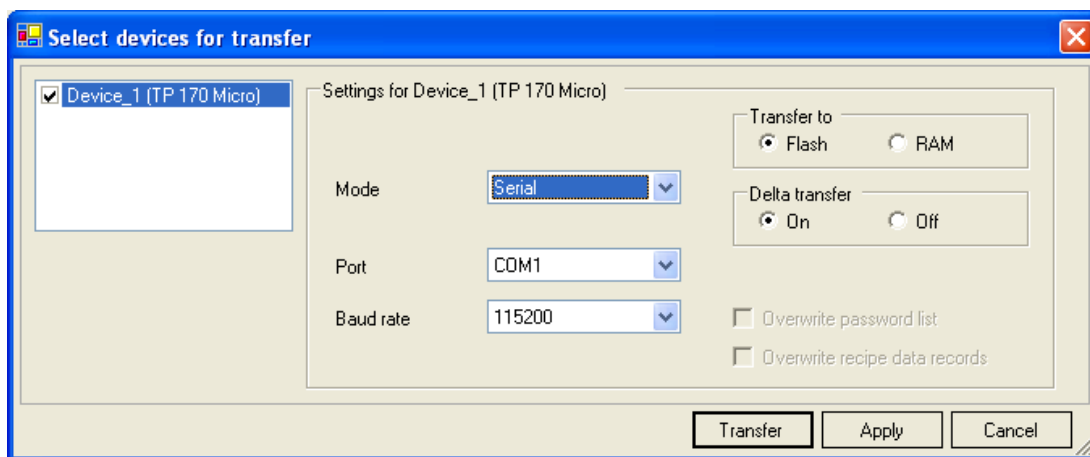 Select devices for transfer
Device_1 (TP 170 Micro)
Settings for Device_1 (TP 170 Micro)
Transfer to
Flash RAM
Mode Serial
Delta transfer
On Off
Port COM1
Baud rate 115200
Overwrite password list
Overwrite recipe data records
Transfer Apply Cancel